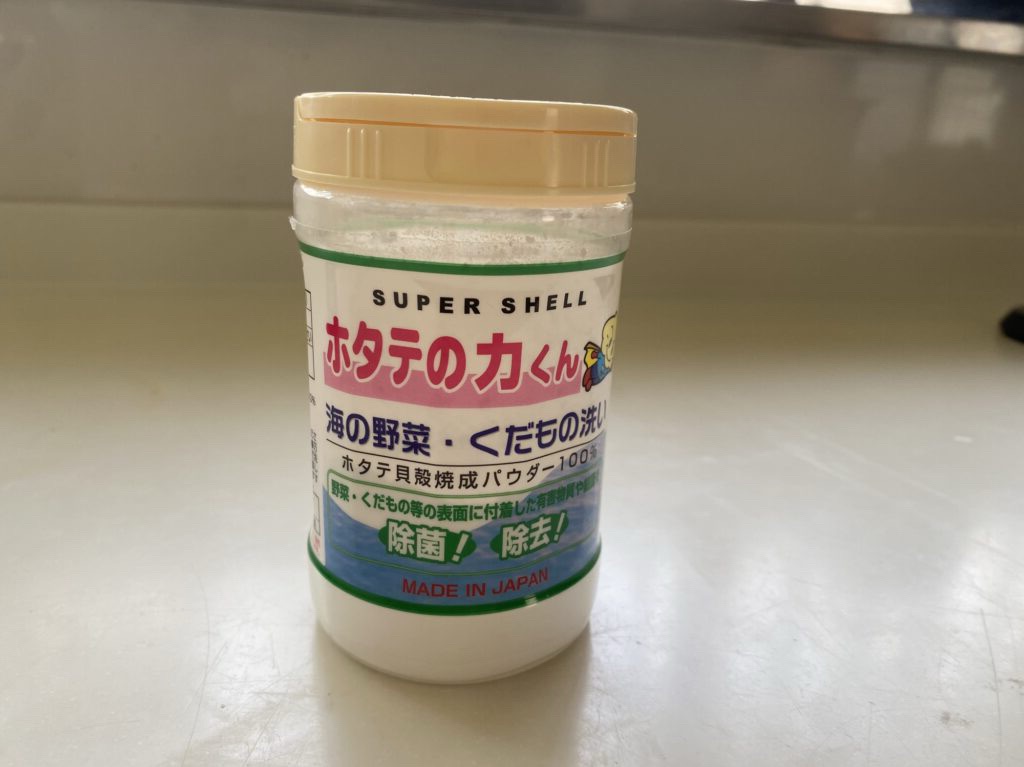 SUPER SHELL
ホタテの力くん
海の野菜・くだもの洗い
ホタテ貝殻焼成パウダー100%
野菜・くだもの等の表面に付着した有害物質や
除菌! 除去!
MADE IN JAPAN